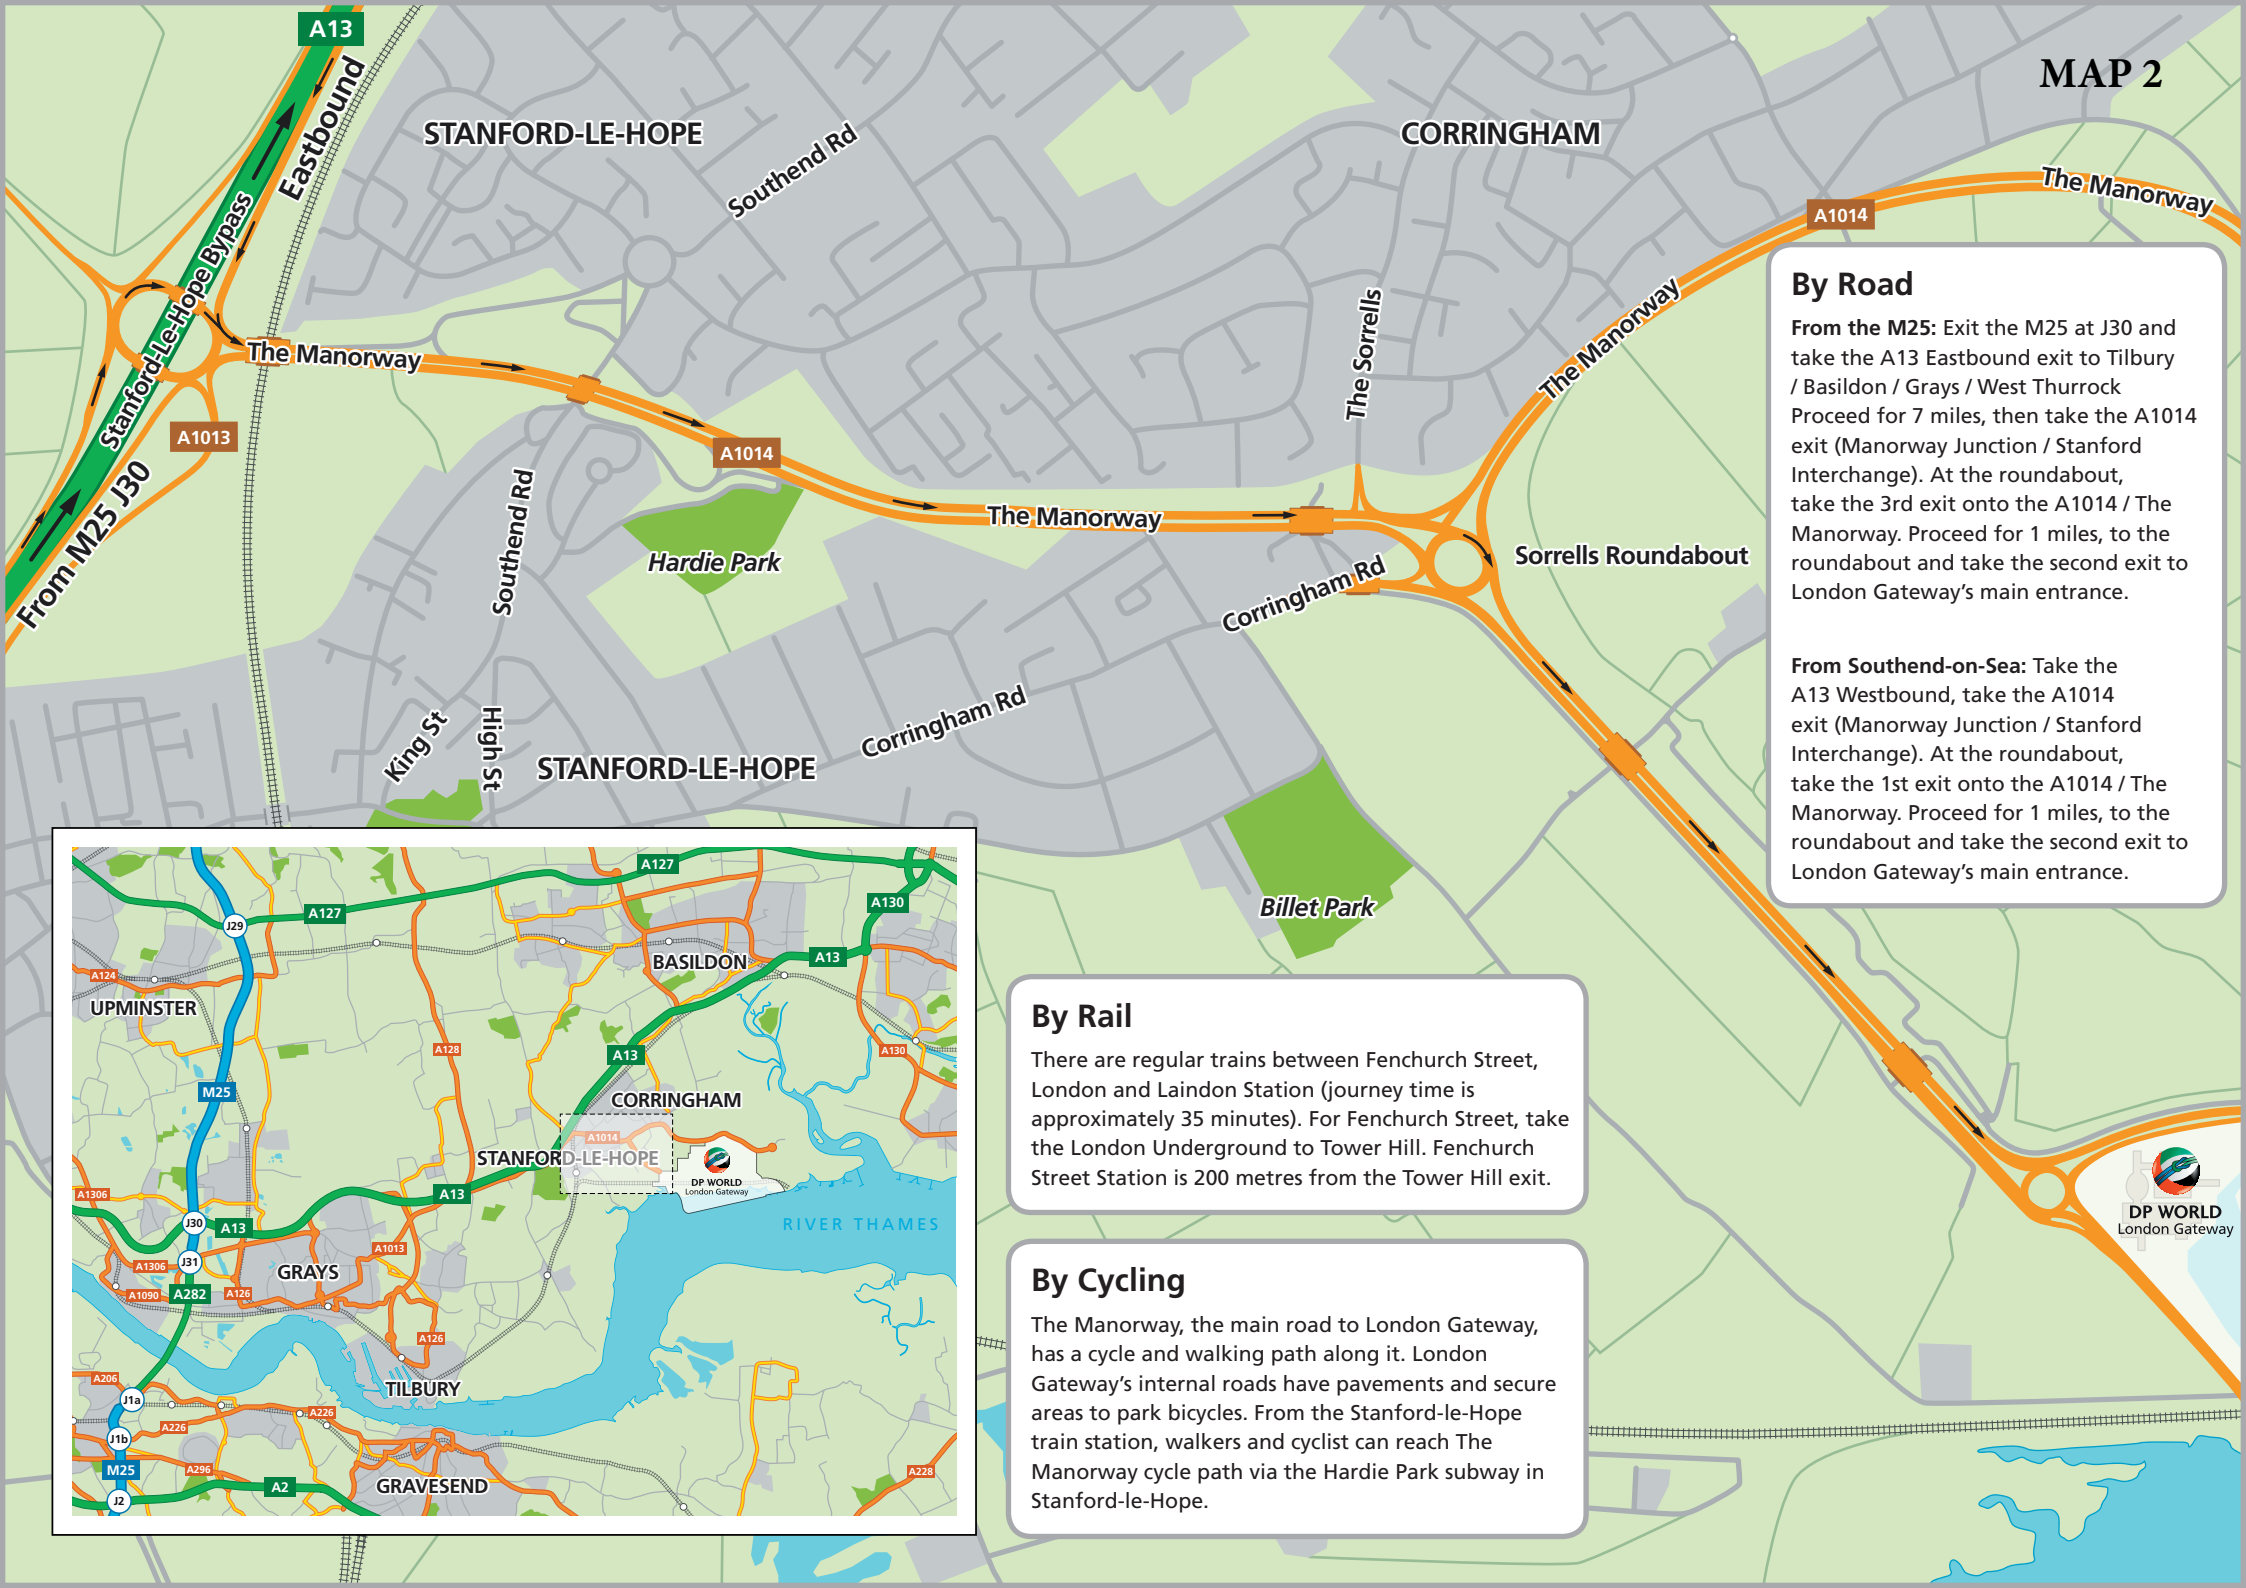 MAP 2
A13
Eastbound
Stanford-Le-Hope Bypass
From M25 J30
A1013
STANFORD-LE-HOPE
Southend Rd
CORRINGHAM
The Manorway
A1014
The Manorway
The Sorrells
The Manorway
A1014
The Manorway
Sorrells Roundabout
Corringham Rd
Hardie Park
Southend Rd
King St
High St
STANFORD-LE-HOPE
Corringham Rd
Billet Park
DP WORLD
London Gateway
By Road
From the M25: Exit the M25 at J30 and
take the A13 Eastbound exit to Tilbury
/ Basildon / Grays / West Thurrock
Proceed for 7 miles, then take the A1014
exit (Manorway Junction / Stanford
Interchange). At the roundabout,
take the 3rd exit onto the A1014 / The
Manorway. Proceed for 1 miles, to the
roundabout and take the second exit to
London Gateway's main entrance.
From Southend-on-Sea: Take the
A13 Westbound, take the A1014
exit (Manorway Junction / Stanford
Interchange). At the roundabout,
take the 1st exit onto the A1014 / The
Manorway. Proceed for 1 miles, to the
roundabout and take the second exit to
London Gateway's main entrance.
By Rail
There are regular trains between Fenchurch Street,
London and Laindon Station (journey time is
approximately 35 minutes). For Fenchurch Street, take
the London Underground to Tower Hill. Fenchurch
Street Station is 200 metres from the Tower Hill exit.
By Cycling
The Manorway, the main road to London Gateway,
has a cycle and walking path along it. London
Gateway's internal roads have pavements and secure
areas to park bicycles. From the Stanford-le-Hope
train station, walkers and cyclist can reach The
Manorway cycle path via the Hardie Park subway in
Stanford-le-Hope.
A127
A127
A130
J29
A13
BASILDON
A124
UPMINSTER
A128
A13
A130
M25
CORRINGHAM
A1014
STANFORD-LE-HOPE
DP WORLD
London Gateway
A1306
A13
J30
A13
RIVER THAMES
A1013
J31
A1306
GRAYS
A1090
A282
A126
A126
A206
TILBURY
J1a
A226
A226
J1b
M25
A296
A2
GRAVESEND
A228
J2